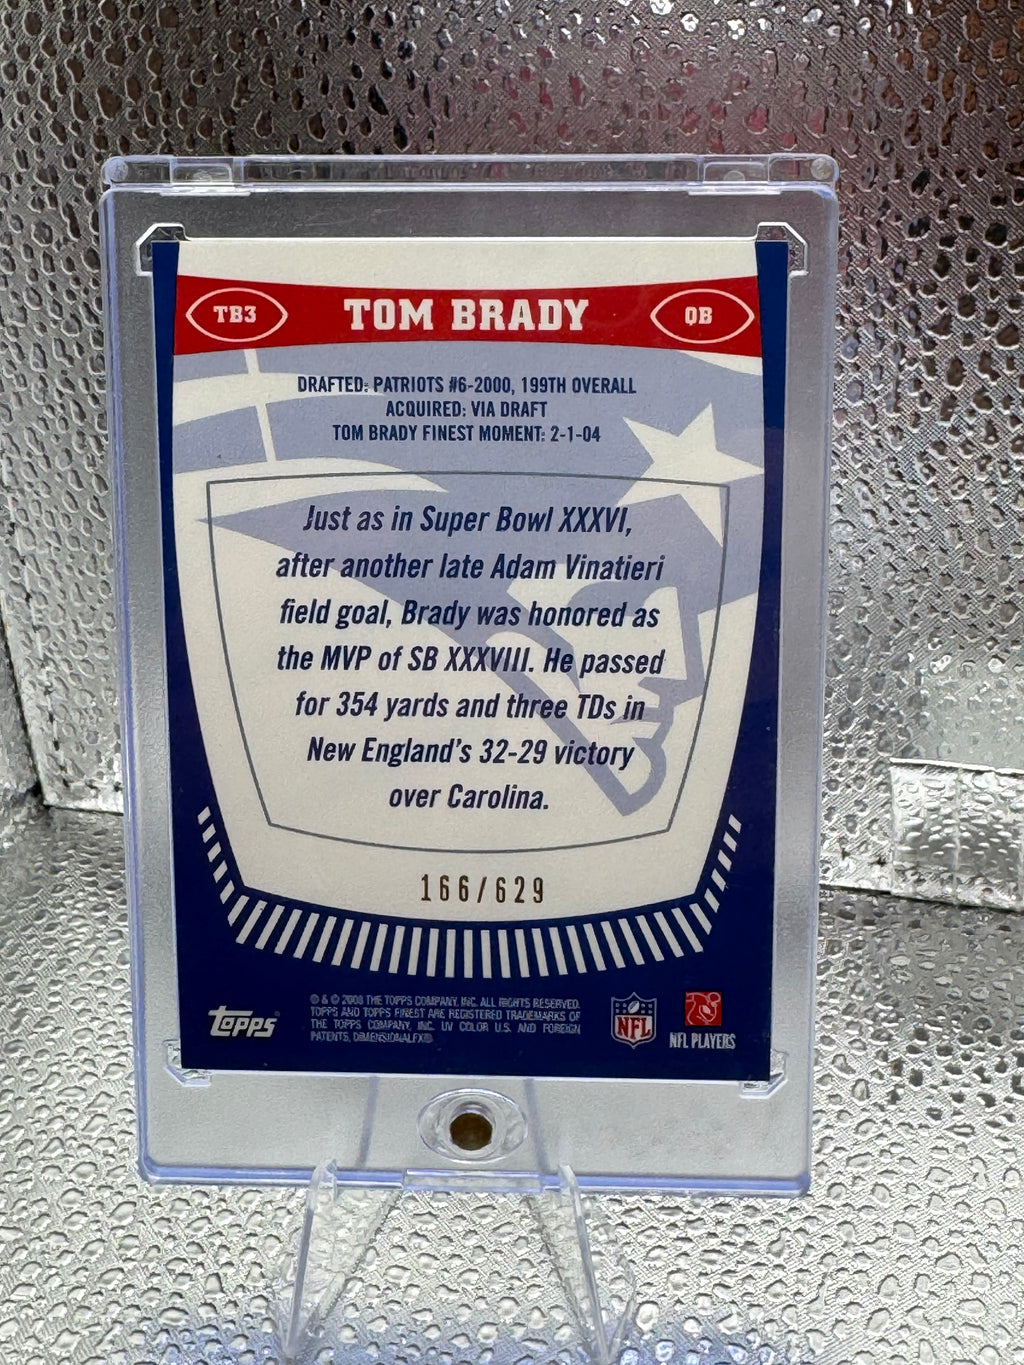 TB3 TOM BRADY QB
DRAFTED: PATRIOTS #6-2000, 199TH OVERALL
ACQUIRED: VIA DRAFT
TOM BRADY FINEST MOMENT: 2-1-04
Just as in Super Bowl XXXVI,
after another late Adam Vinatieri
field goal, Brady was honored as
the MVP of SB XXXVIII. He passed
for 354 yards and three TDs in
New England's 32-29 victory
over Carolina.
166/629
topps
® & © 2008 THE TOPPS COMPANY, INC. ALL RIGHTS RESERVED.
TOPPS AND TOPPS FINEST ARE REGISTERED TRADEMARKS OF
THE TOPPS COMPANY, INC. UV COLOR U.S. AND FOREIGN
PATENTS, DIMENSIONALFX®.
NFL
NFL PLAYERS